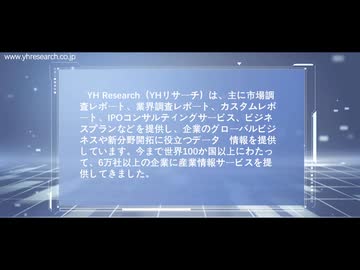 www.yhresearch.co.jp
YH Research（YHリサーチ）は、主に市場調
査レポート、業界調査レポート、カスタムレポ
ート、IPOコンサルティングサービス、ビジネ
スプランなどを提供し、企業のグローバルビジ
ネスや新分野開拓に役立つデータ　情報を提供
しています。今まで世界100か国以上にわたっ
て、6万社以上の企業に産業情報サービスを提
供してきました。